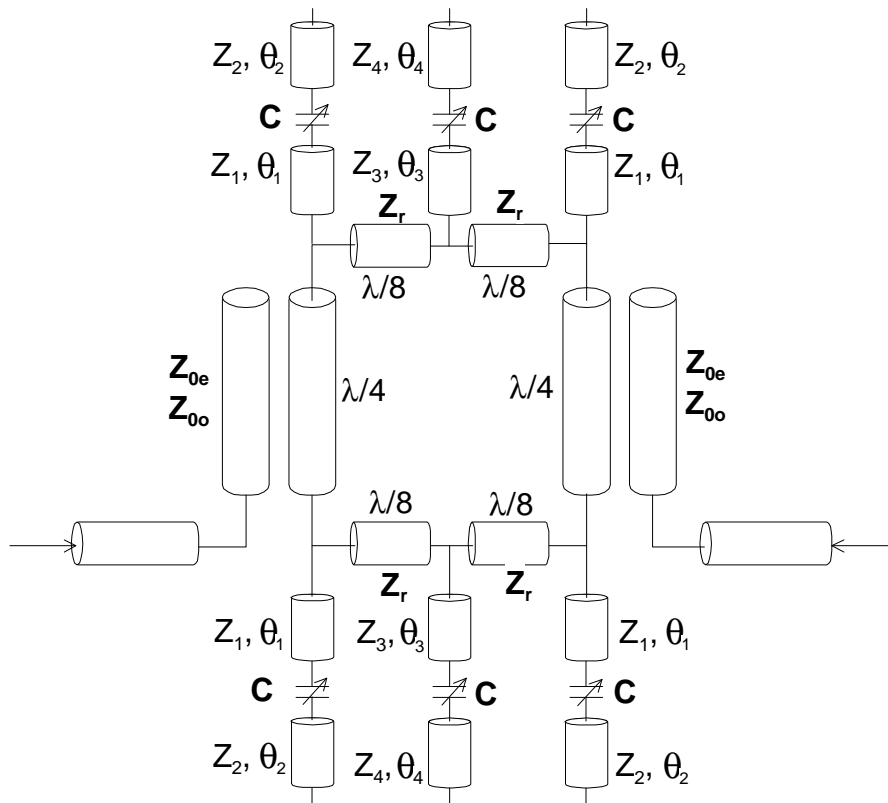 Z₂, θ₂ Z₄, θ₄ Z₂, θ₂
C C C
Z₁, θ₁ Z₃, θ₃ Z₁, θ₁
Zᵣ Zᵣ
λ/8 λ/8
Z₀ₑ Z₀ₑ
λ/4 λ/4
Z₀ₒ Z₀ₒ
λ/8 λ/8
Zᵣ Zᵣ
Z₁, θ₁ Z₃, θ₃ Z₁, θ₁
C C C
Z₂, θ₂ Z₄, θ₄ Z₂, θ₂